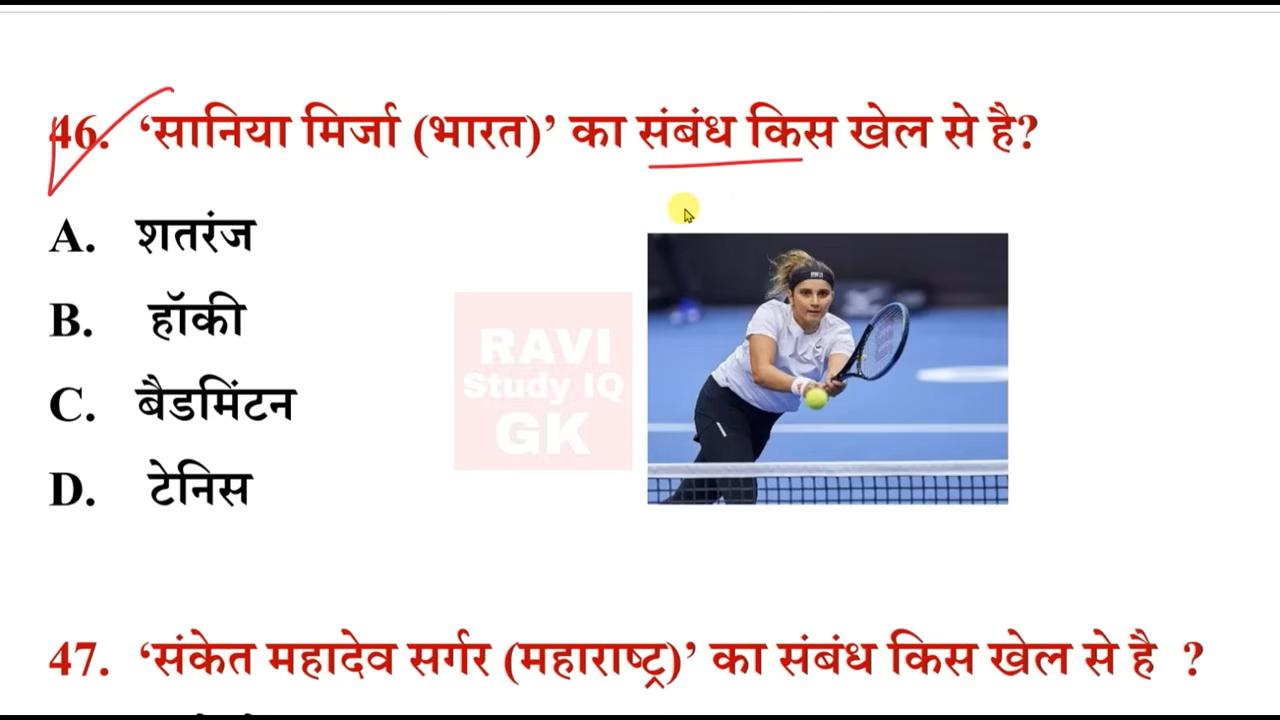 46. ‘सानिया मिर्जा (भारत)’ का संबंध किस खेल से है?
A. शतरंज
B. हॉकी
C. बैडमिंटन
D. टेनिस
RAVI
Study IQ
GK
47. ‘संकेत महादेव सर्गर (महाराष्ट्र)’ का संबंध किस खेल से है ?